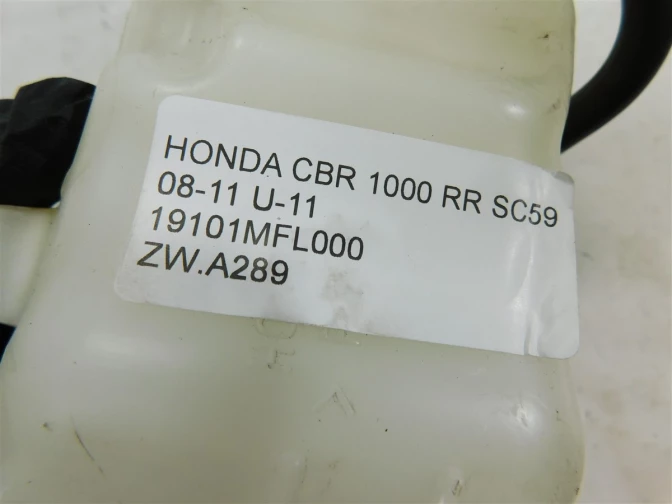 HONDA CBR 1000 RR SC59
08-11 U-11
19101MFL000
ZW.A289